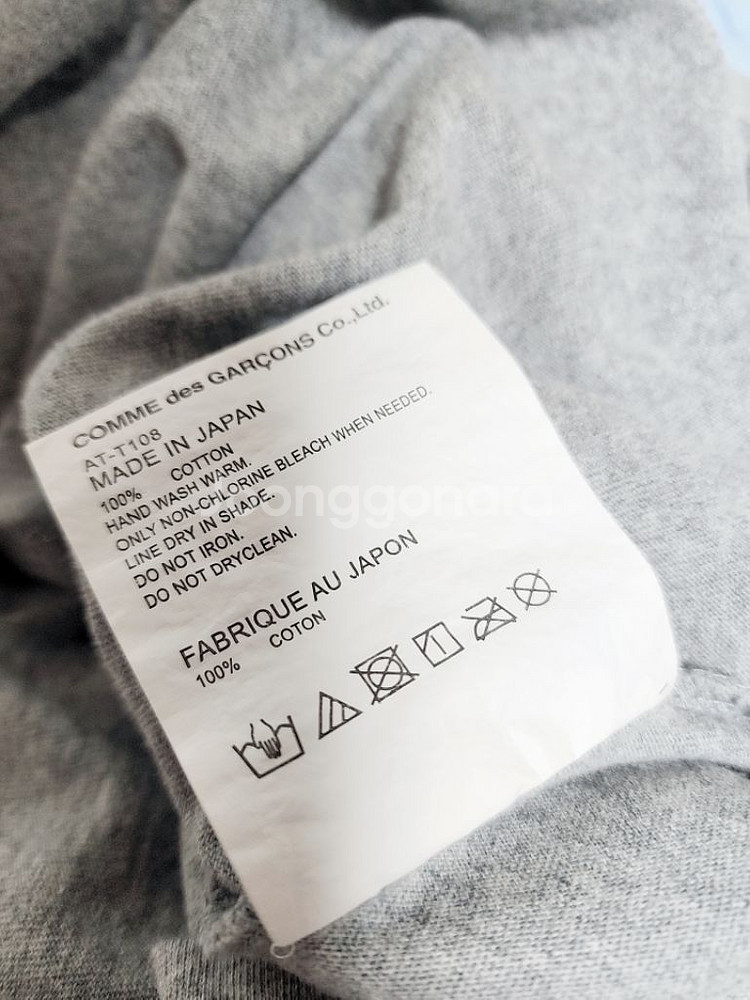 COMME des GARÇONS Co.,Ltd.
AT-T108
MADE IN JAPAN
100% COTTON
HAND WASH WARM.
ONLY NON-CHLORINE BLEACH WHEN NEEDED.
LINE DRY IN SHADE.
DO NOT IRON.
DO NOT DRYCLEAN.
FABRIQUE AU JAPON
100% COTON